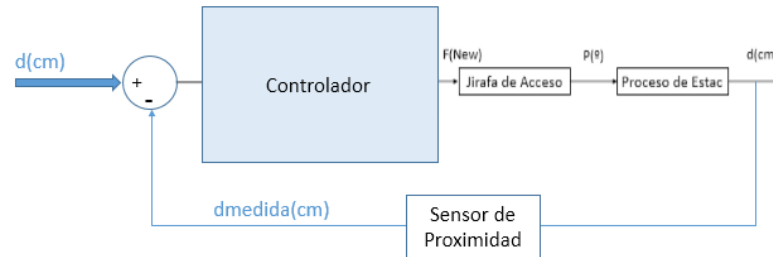 d(cm)
+
-
Controlador
F(New)
Jirafa de Acceso
P(º)
Proceso de Estac
d(cm
dmedida(cm)
Sensor de
Proximidad